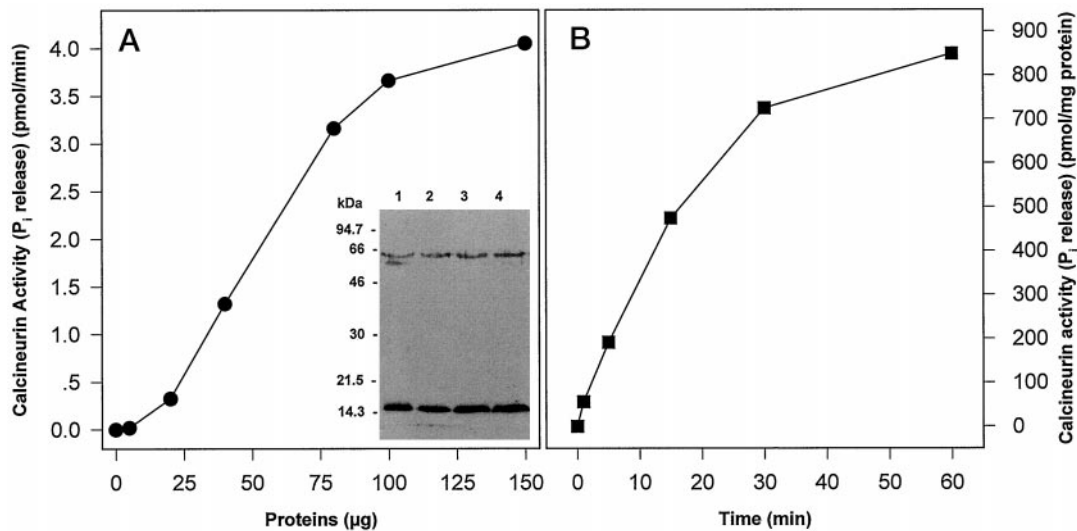 A
Calcineurin Activity (Pi release) (pmol/min)
4.0
3.5
3.0
2.5
2.0
1.5
1.0
.5
0.0
0 25 50 75 100 125 150
Proteins (µg)
kDa
1 2 3 4
94.7 -
66 -
46 -
30 -
21.5 -
14.3 -
B
900
800
700
600
500
400
300
200
100
0
Calcineurin activity (Pi release) (pmol/mg protein)
0 10 20 30 40 50 60
Time (min)